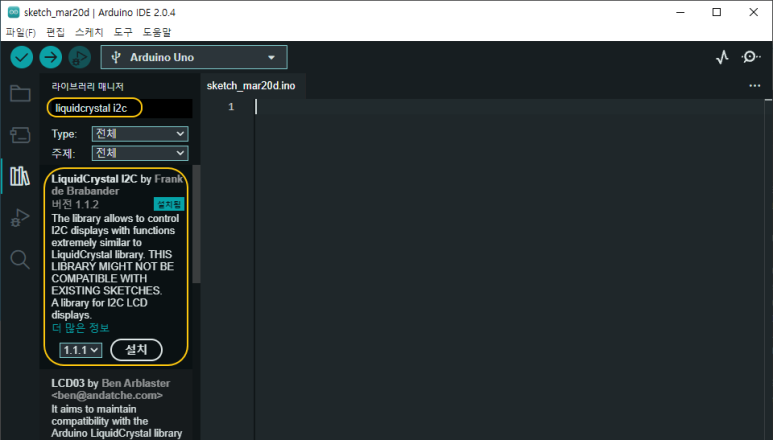 sketch_mar20d | Arduino IDE 2.0.4
파일(F) 편집 스케치 도구 도움말
Arduino Uno
라이브러리 매니저
liquidcrystal i2c
Type: 전체
주제: 전체
LiquidCrystal I2C by Frank
de Brabander
버전 1.1.2 설치됨
The library allows to control
I2C displays with functions
extremely similar to
LiquidCrystal library. THIS
LIBRARY MIGHT NOT BE
COMPATIBLE WITH
EXISTING SKETCHES.
A library for I2C LCD
displays.
더 많은 정보
1.1.1 설치
LCD03 by Ben Arblaster
<ben@andatche.com>
It aims to maintain
compatibility with the
Arduino LiquidCrystal library
sketch_mar20d.ino
1